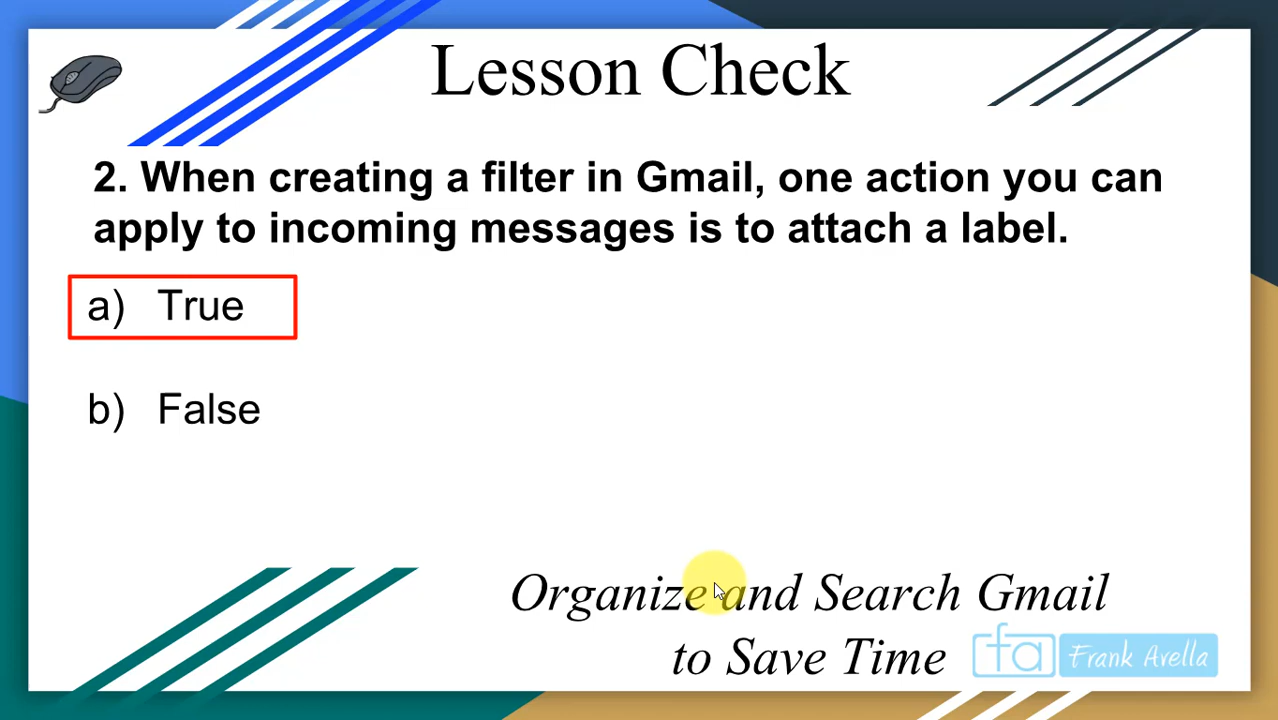 Lesson Check
2. When creating a filter in Gmail, one action you can
apply to incoming messages is to attach a label.
a) True
b) False
Organize and Search Gmail
to Save Time
fa Frank Avella